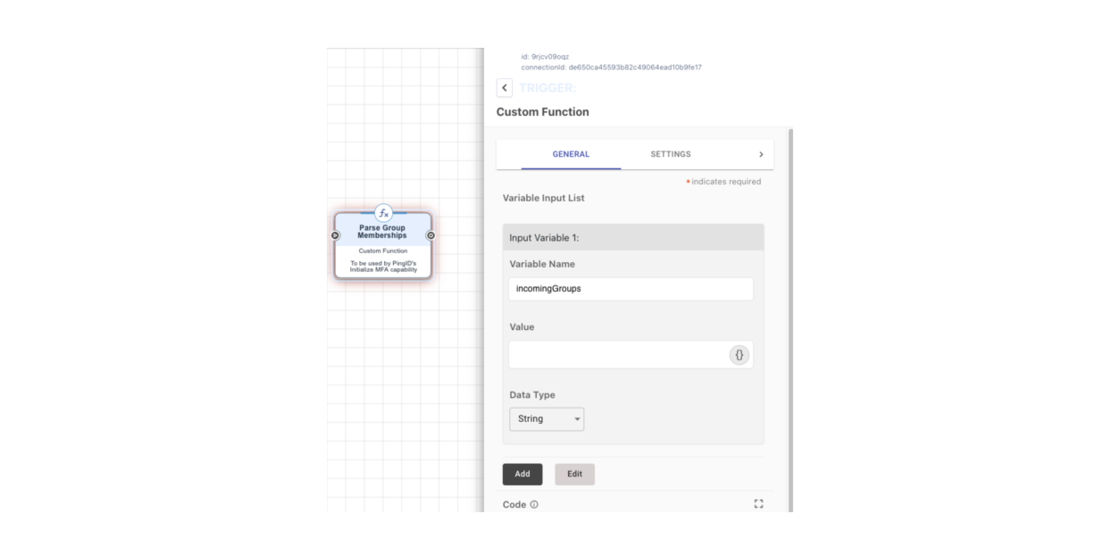 id: 9rjcv09oqz
connectionId: de650ca45593b82c49064ead10b9fe17
TRIGGER:
Custom Function
GENERAL
SETTINGS
* indicates required
Variable Input List
fx
Parse Group
Memberships
Custom Function
To be used by PingID's
Initialize MFA capability
Input Variable 1:
Variable Name
incomingGroups
Value
{}
Data Type
String
Add
Edit
Code